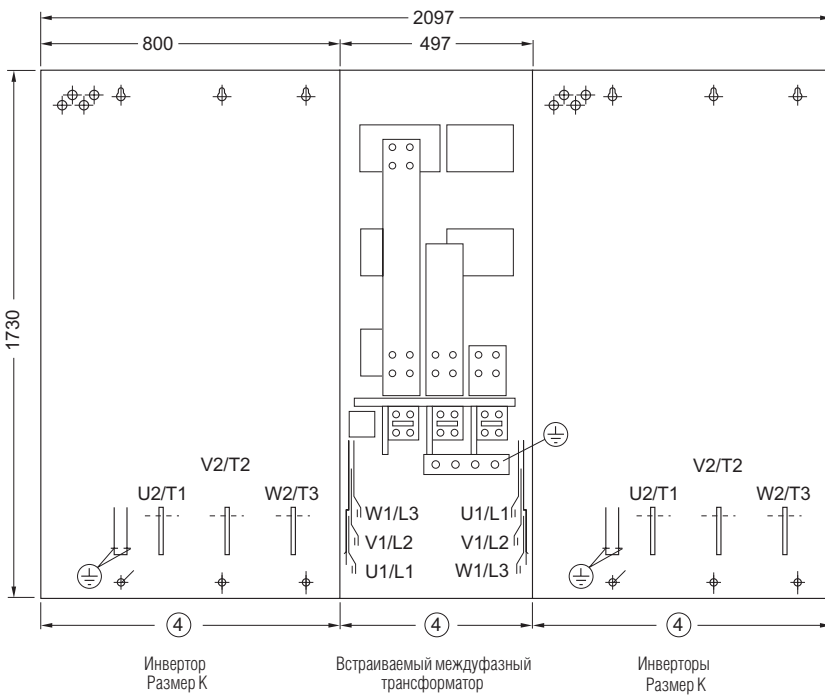 2097
800
497
1730
V2/T2
U2/T1
W2/T3
W1/L3
V1/L2
U1/L1
U1/L1
V1/L2
W1/L3
V2/T2
U2/T1
W2/T3
4
4
4
Инвертор
Размер K
Встраиваемый междуфазный
трансформатор
Инверторы
Размер K